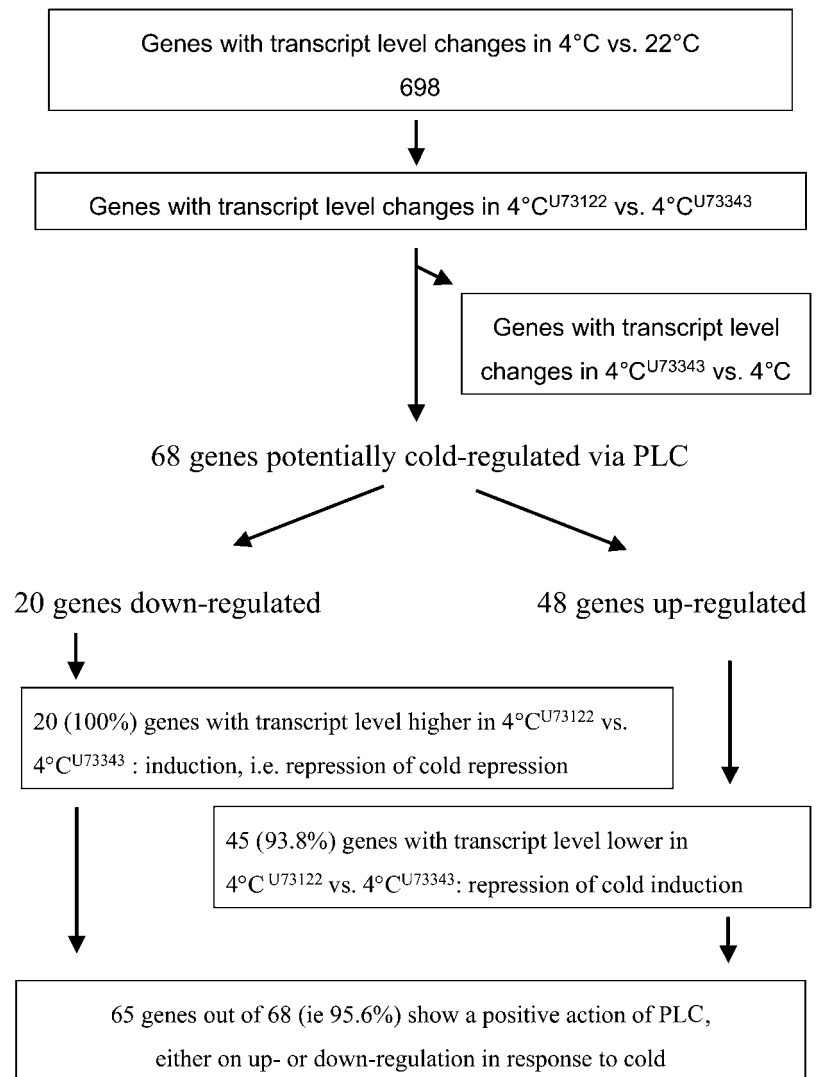 Genes with transcript level changes in 4°C vs. 22°C
698
Genes with transcript level changes in 4°C^U73122 vs. 4°C^U73343
Genes with transcript level
changes in 4°C^U73343 vs. 4°C
68 genes potentially cold-regulated via PLC
20 genes down-regulated
48 genes up-regulated
20 (100%) genes with transcript level higher in 4°C^U73122 vs.
4°C^U73343 : induction, i.e. repression of cold repression
45 (93.8%) genes with transcript level lower in
4°C ^U73122 vs. 4°C^U73343: repression of cold induction
65 genes out of 68 (ie 95.6%) show a positive action of PLC,
either on up- or down-regulation in response to cold